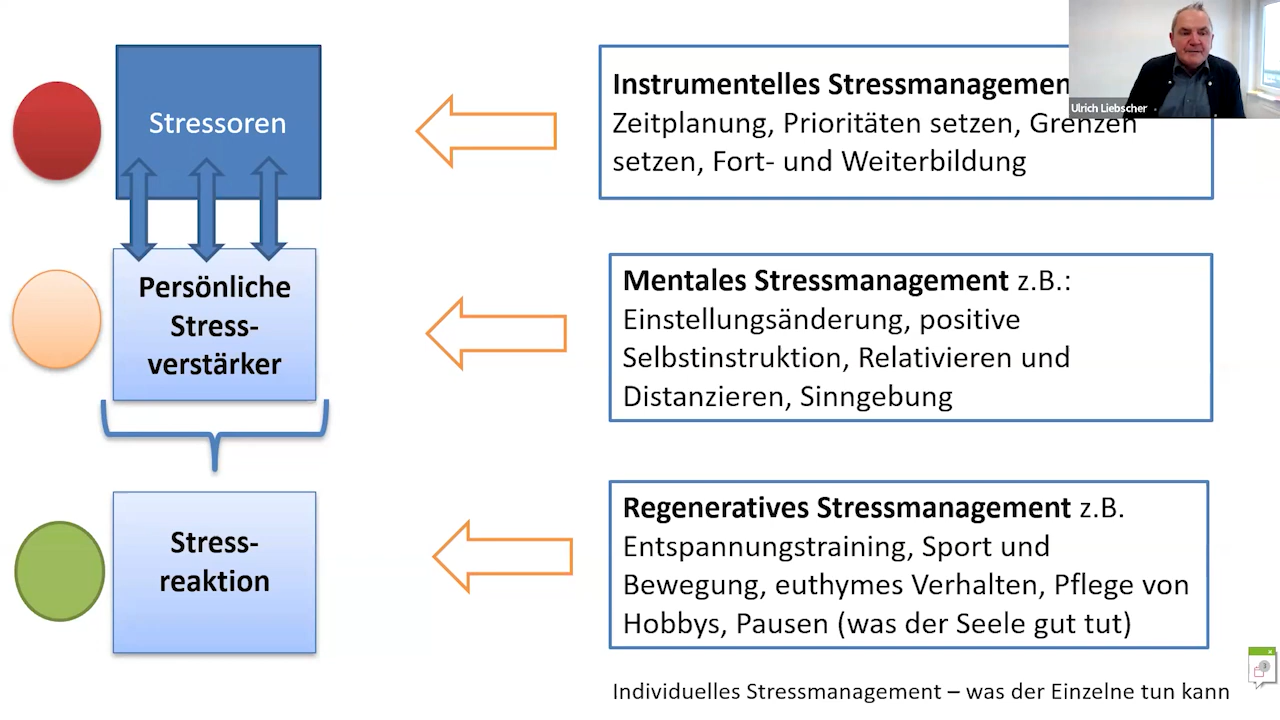 Stressoren
Persönliche
Stress-
verstärker
Stress-
reaktion
Instrumentelles Stressmanagemen
Zeitplanung, Prioritäten setzen, Grenzen
setzen, Fort- und Weiterbildung
Mentales Stressmanagement z.B.:
Einstellungsänderung, positive
Selbstinstruktion, Relativieren und
Distanzieren, Sinngebung
Regeneratives Stressmanagement z.B.
Entspannungstraining, Sport und
Bewegung, euthymes Verhalten, Pflege von
Hobbys, Pausen (was der Seele gut tut)
Individuelles Stressmanagement – was der Einzelne tun kann
Ulrich Liebscher